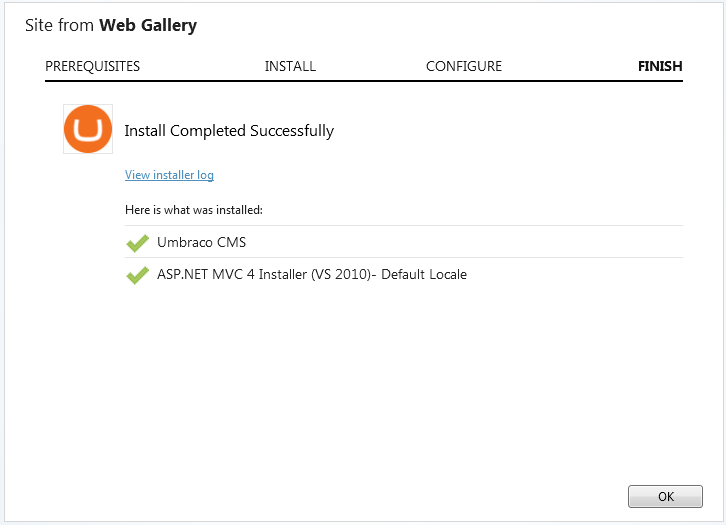 Site from Web Gallery
PREREQUISITES INSTALL CONFIGURE FINISH
Install Completed Successfully
View installer log
Here is what was installed:
Umbraco CMS
ASP.NET MVC 4 Installer (VS 2010)- Default Locale
OK